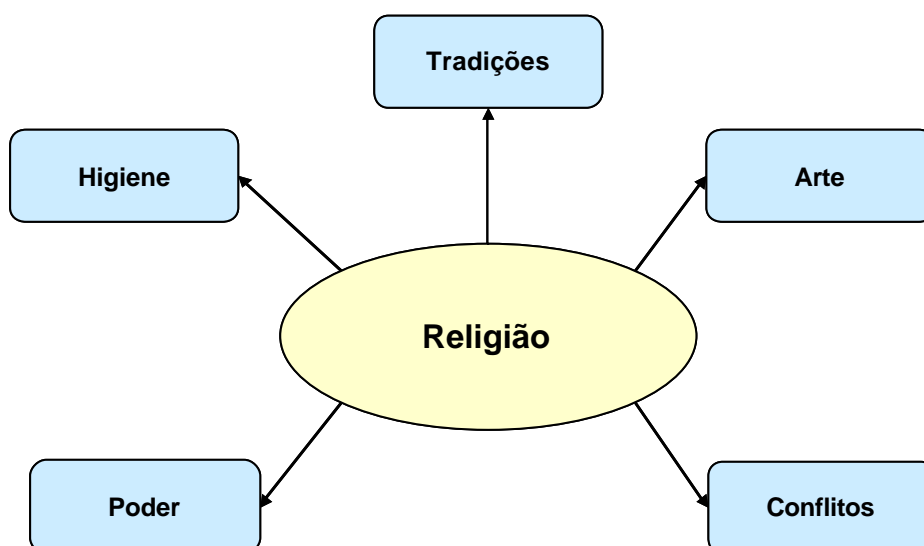 Tradições
Higiene
Arte
Religião
Poder
Conflitos